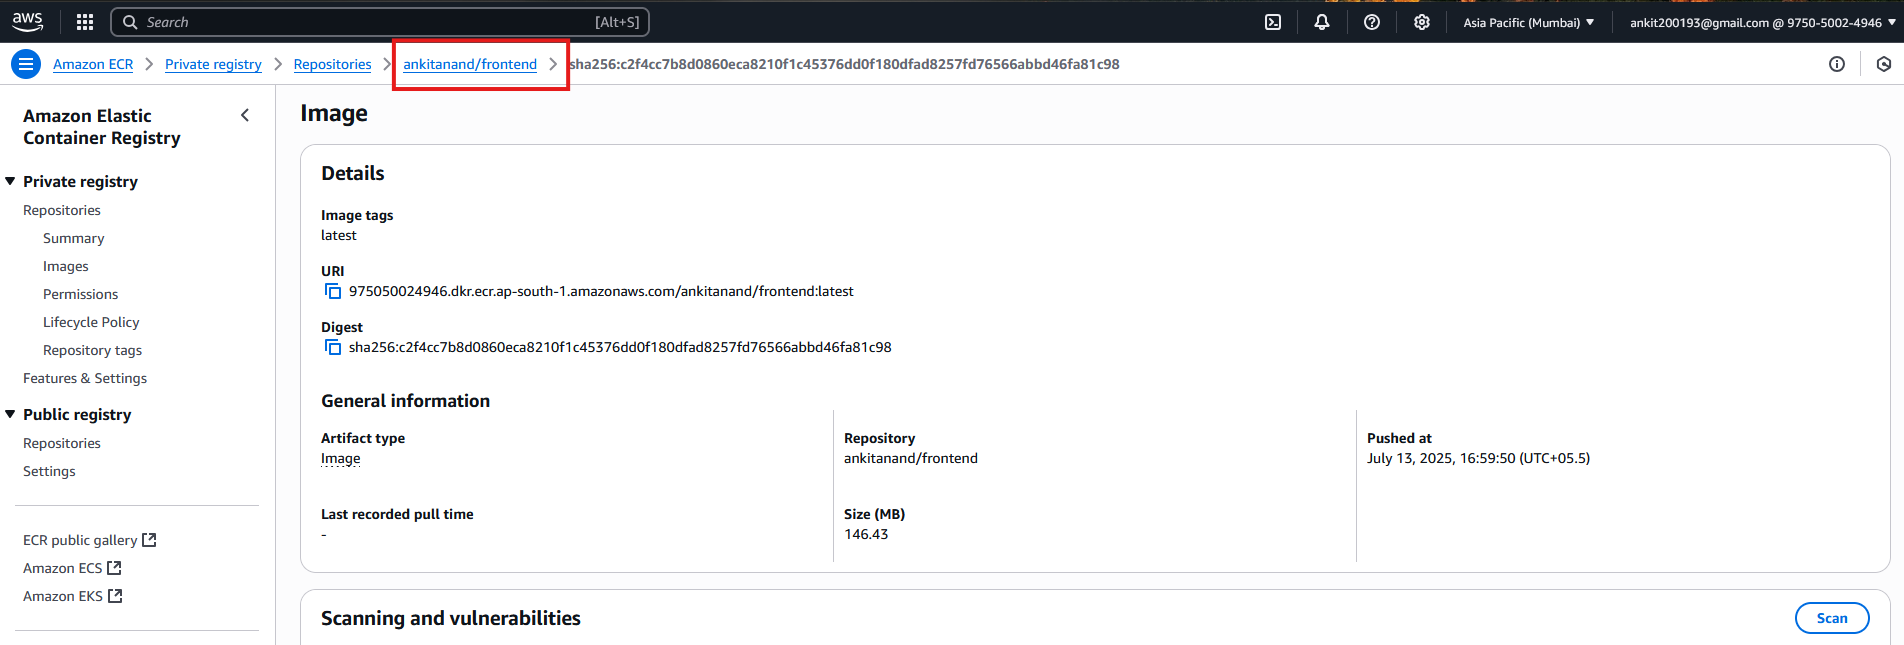 aws
Search [Alt+S]
Asia Pacific (Mumbai)
ankit200193@gmail.com @ 9750-5002-4946
Amazon ECR
Private registry
Repositories
ankitanand/frontend
sha256:c2f4cc7b8d0860eca8210f1c45376dd0f180dfad8257fd76566abbd46fa81c98
Amazon Elastic
Container Registry
Private registry
Repositories
Summary
Images
Permissions
Lifecycle Policy
Repository tags
Features & Settings
Public registry
Repositories
Settings
ECR public gallery
Amazon ECS
Amazon EKS
Image
Details
Image tags
latest
URI
975050024946.dkr.ecr.ap-south-1.amazonaws.com/ankitanand/frontend:latest
Digest
sha256:c2f4cc7b8d0860eca8210f1c45376dd0f180dfad8257fd76566abbd46fa81c98
General information
Artifact type
Image
Repository
ankitanand/frontend
Pushed at
July 13, 2025, 16:59:50 (UTC+05.5)
Last recorded pull time
-
Size (MB)
146.43
Scanning and vulnerabilities
Scan